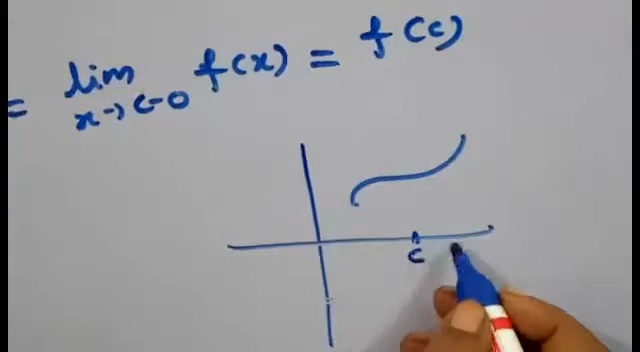 = lim f(x) = f(c)
x→c-0
c